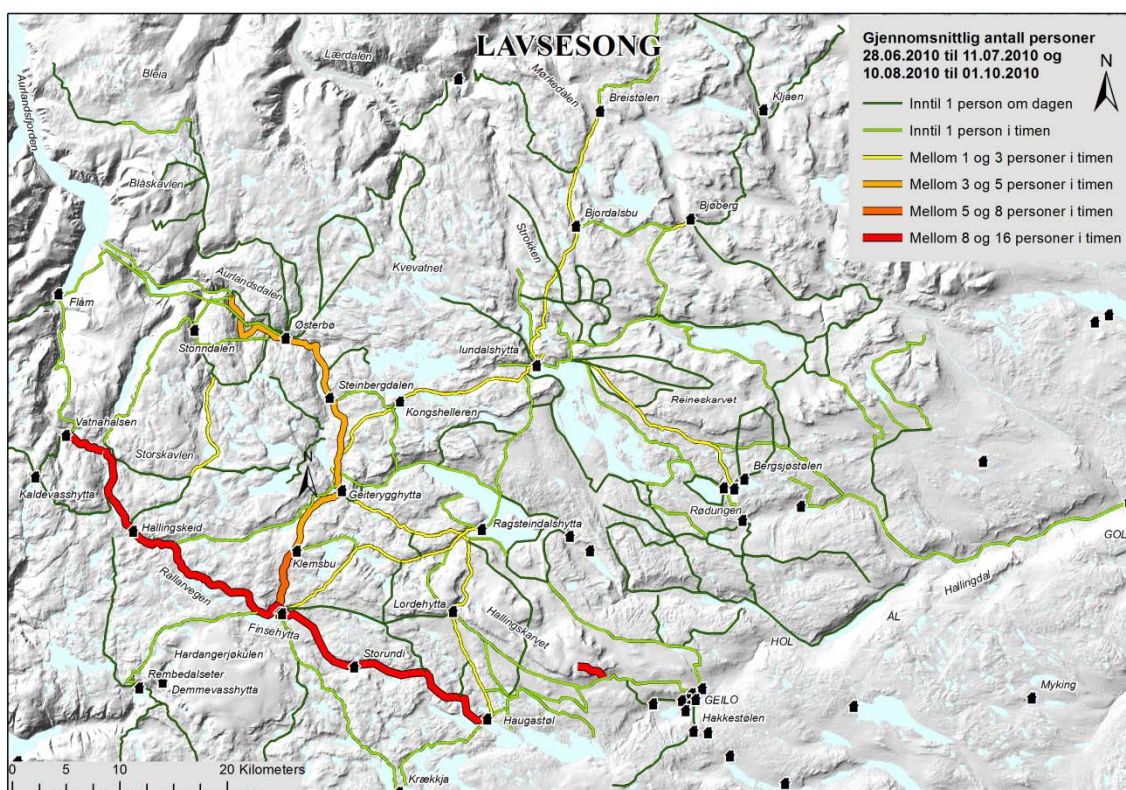 LAVSESONG
Gjennomsnittlig antall personer
28.06.2010 til 11.07.2010 og
10.08.2010 til 01.10.2010
N
Inntil 1 person om dagen
Inntil 1 person i timen
Mellom 1 og 3 personer i timen
Mellom 3 og 5 personer i timen
Mellom 5 og 8 personer i timen
Mellom 8 og 16 personer i timen
Lærdalen
Bleia
Mørkedalen
Aurlandsfjorden
Breistølen
Kljåen
Blåskavlen
Bjordalsbu
Bjøberg
Strokken
Kvevatnet
Aurlandsdalen
Flåm
Østerbø
Stonndalen
Iundalshytta
Steinbergdalen
Kongshelleren
Reineskarvet
Vatnahalsen
Storskavlen
N
Bergsjøstølen
Kaldevasshytta
Geiterygghytta
Rødungen
Hallingskeid
Ragsteindalshytta
GOL
Klemsbu
Rallarvegen
Hallingdal
Lordehytta
ÅL
Finsehytta
Hallingskarvet
HOL
Hardangerjøkulen
Storundi
Rembedalseter
Demmevasshytta
GEILO
Myking
Haugastøl
Hakkestølen
0 5 10 20 Kilometers
Krækkja